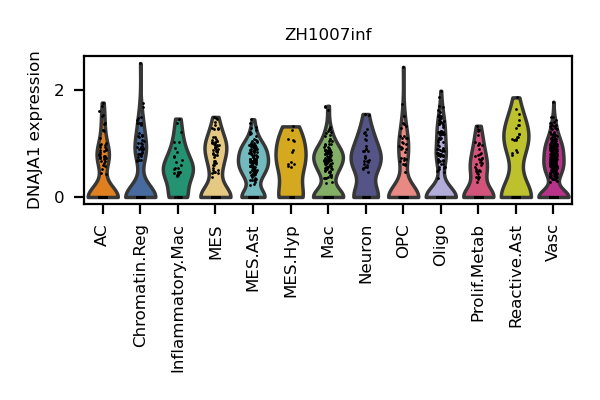 ZH1007inf
DNAJA1 expression
2
0
AC
Chromatin.Reg
Inflammatory.Mac
MES
MES.Ast
MES.Hyp
Mac
Neuron
OPC
Oligo
Prolif.Metab
Reactive.Ast
Vasc